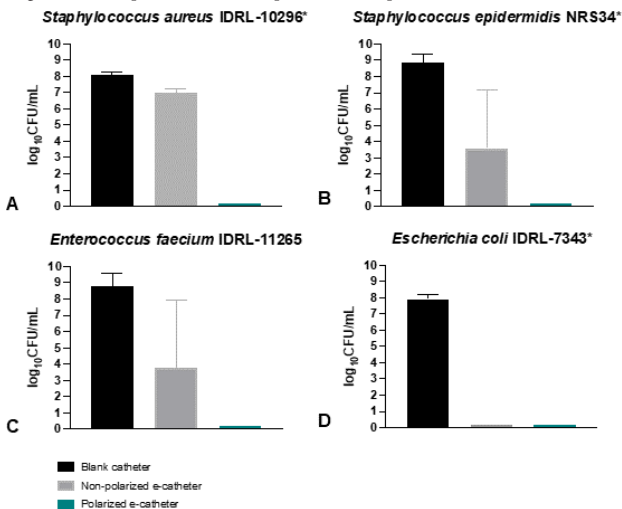 Staphylococcus aureus IDRL-10296*
10
9
8
7
6
5
4
3
2
1
0
log10CFU/mL
A
Staphylococcus epidermidis NRS34*
10
9
8
7
6
5
4
3
2
1
0
log10CFU/mL
B
Enterococcus faecium IDRL-11265
10
9
8
7
6
5
4
3
2
1
0
log10CFU/mL
C
Escherichia coli IDRL-7343*
10
9
8
7
6
5
4
3
2
1
0
log10CFU/mL
D
Blank catheter
Non-polarized e-catheter
Polarized e-catheter